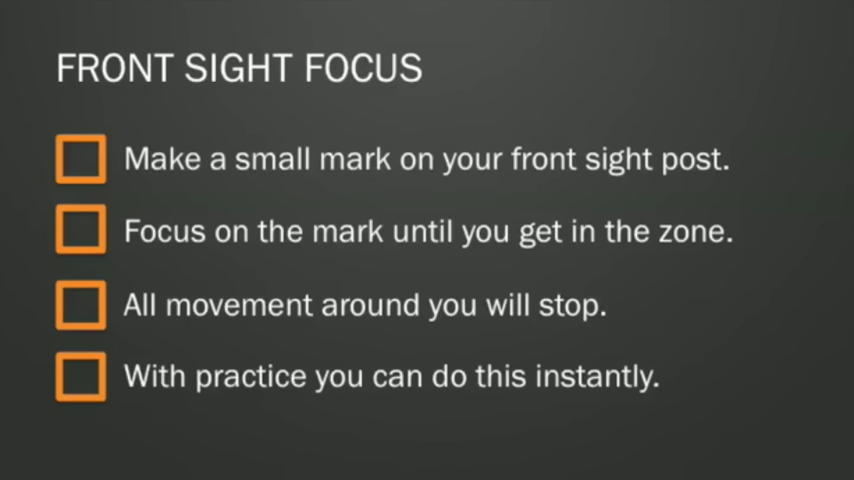 FRONT SIGHT FOCUS
Make a small mark on your front sight post.
Focus on the mark until you get in the zone.
All movement around you will stop.
With practice you can do this instantly.